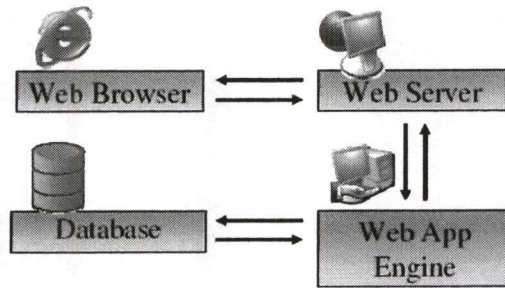 Web Browser
Web Server
Database
Web App
Engine